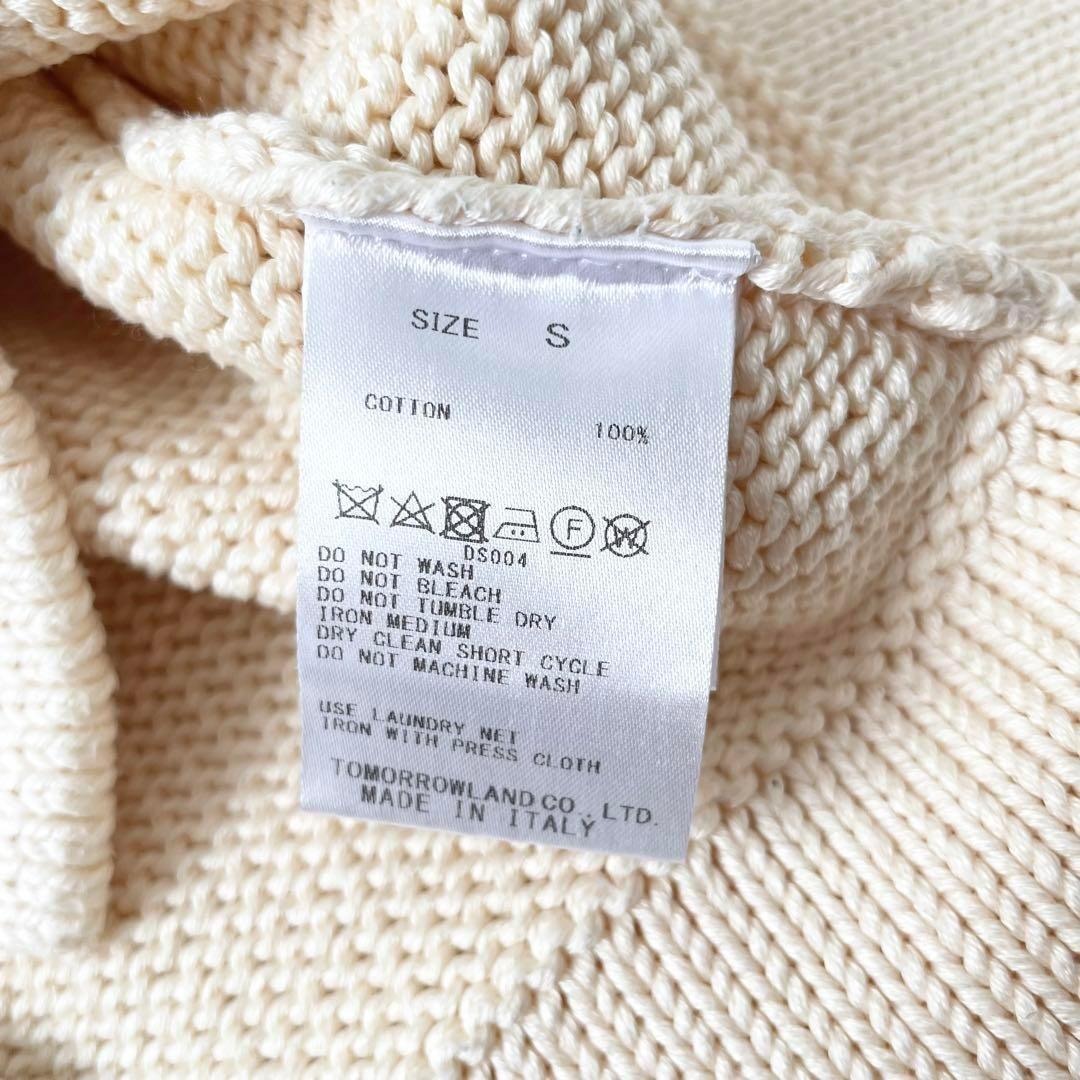 SIZE S
COTTON 100%
F W
DS004
DO NOT WASH
DO NOT BLEACH
DO NOT TUMBLE DRY
IRON MEDIUM
DRY CLEAN SHORT CYCLE
DO NOT MACHINE WASH
USE LAUNDRY NET
IRON WITH PRESS CLOTH
TOMORROWLAND CO., LTD.
MADE IN ITALY